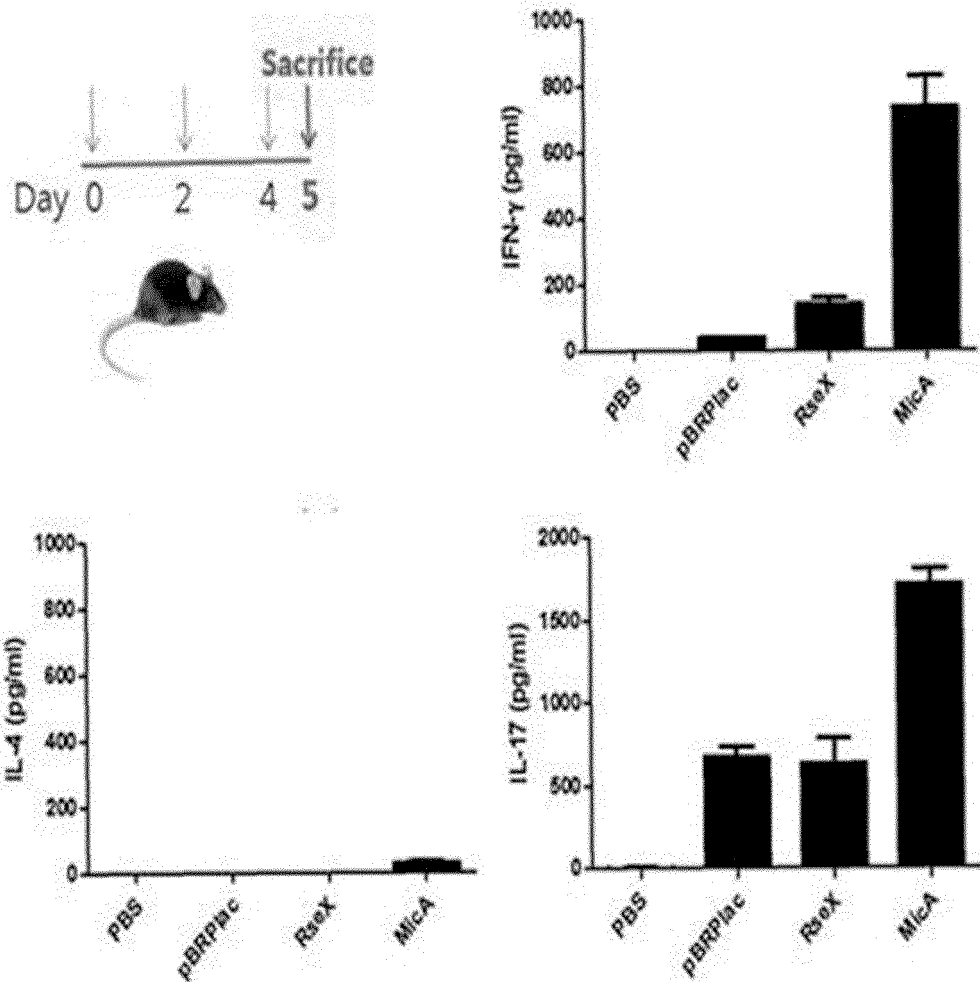 Sacrifice
Day 0 2 4 5
IFN-γ (pg/ml)
1000
800
600
400
200
0
PBS
pBRPlac
RseX
MicA
IL-4 (pg/ml)
1000
800
600
400
200
0
PBS
pBRPlac
RseX
MicA
IL-17 (pg/ml)
2000
1500
1000
500
0
PBS
pBRPlac
RseX
MicA